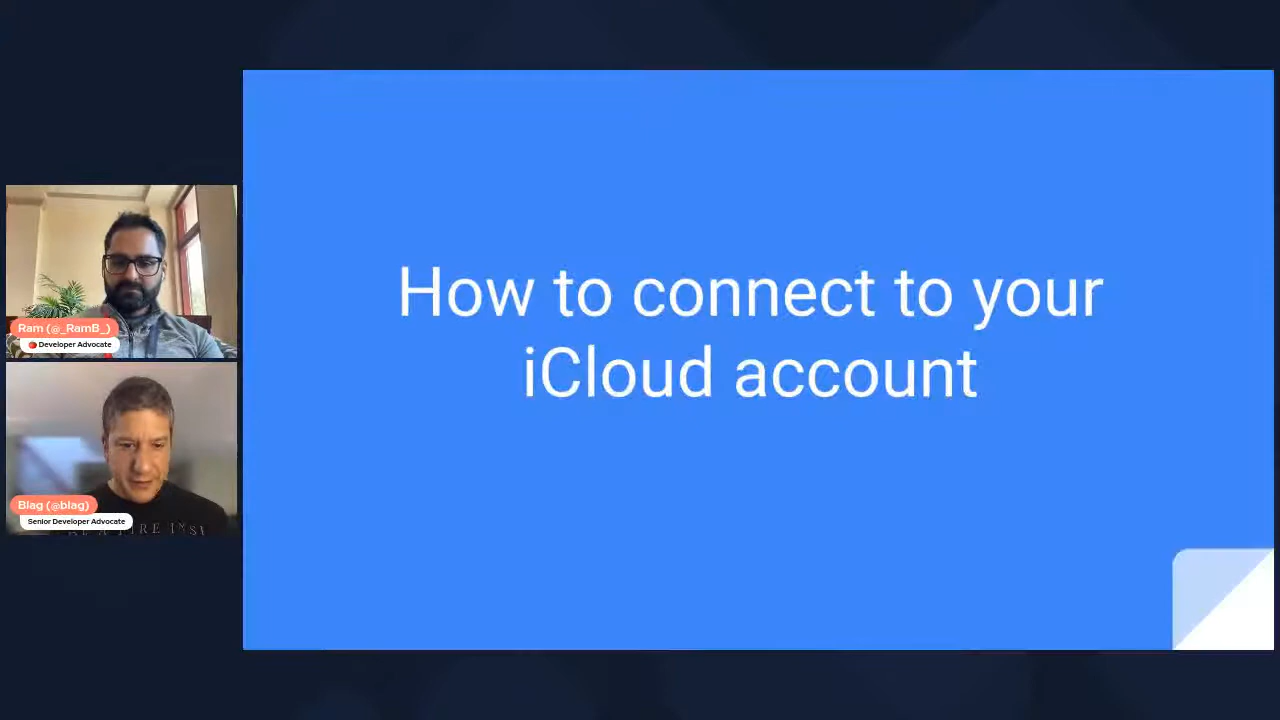 Ram (@_RamB_)
Developer Advocate
Blag (@blag)
Senior Developer Advocate
How to connect to your
iCloud account